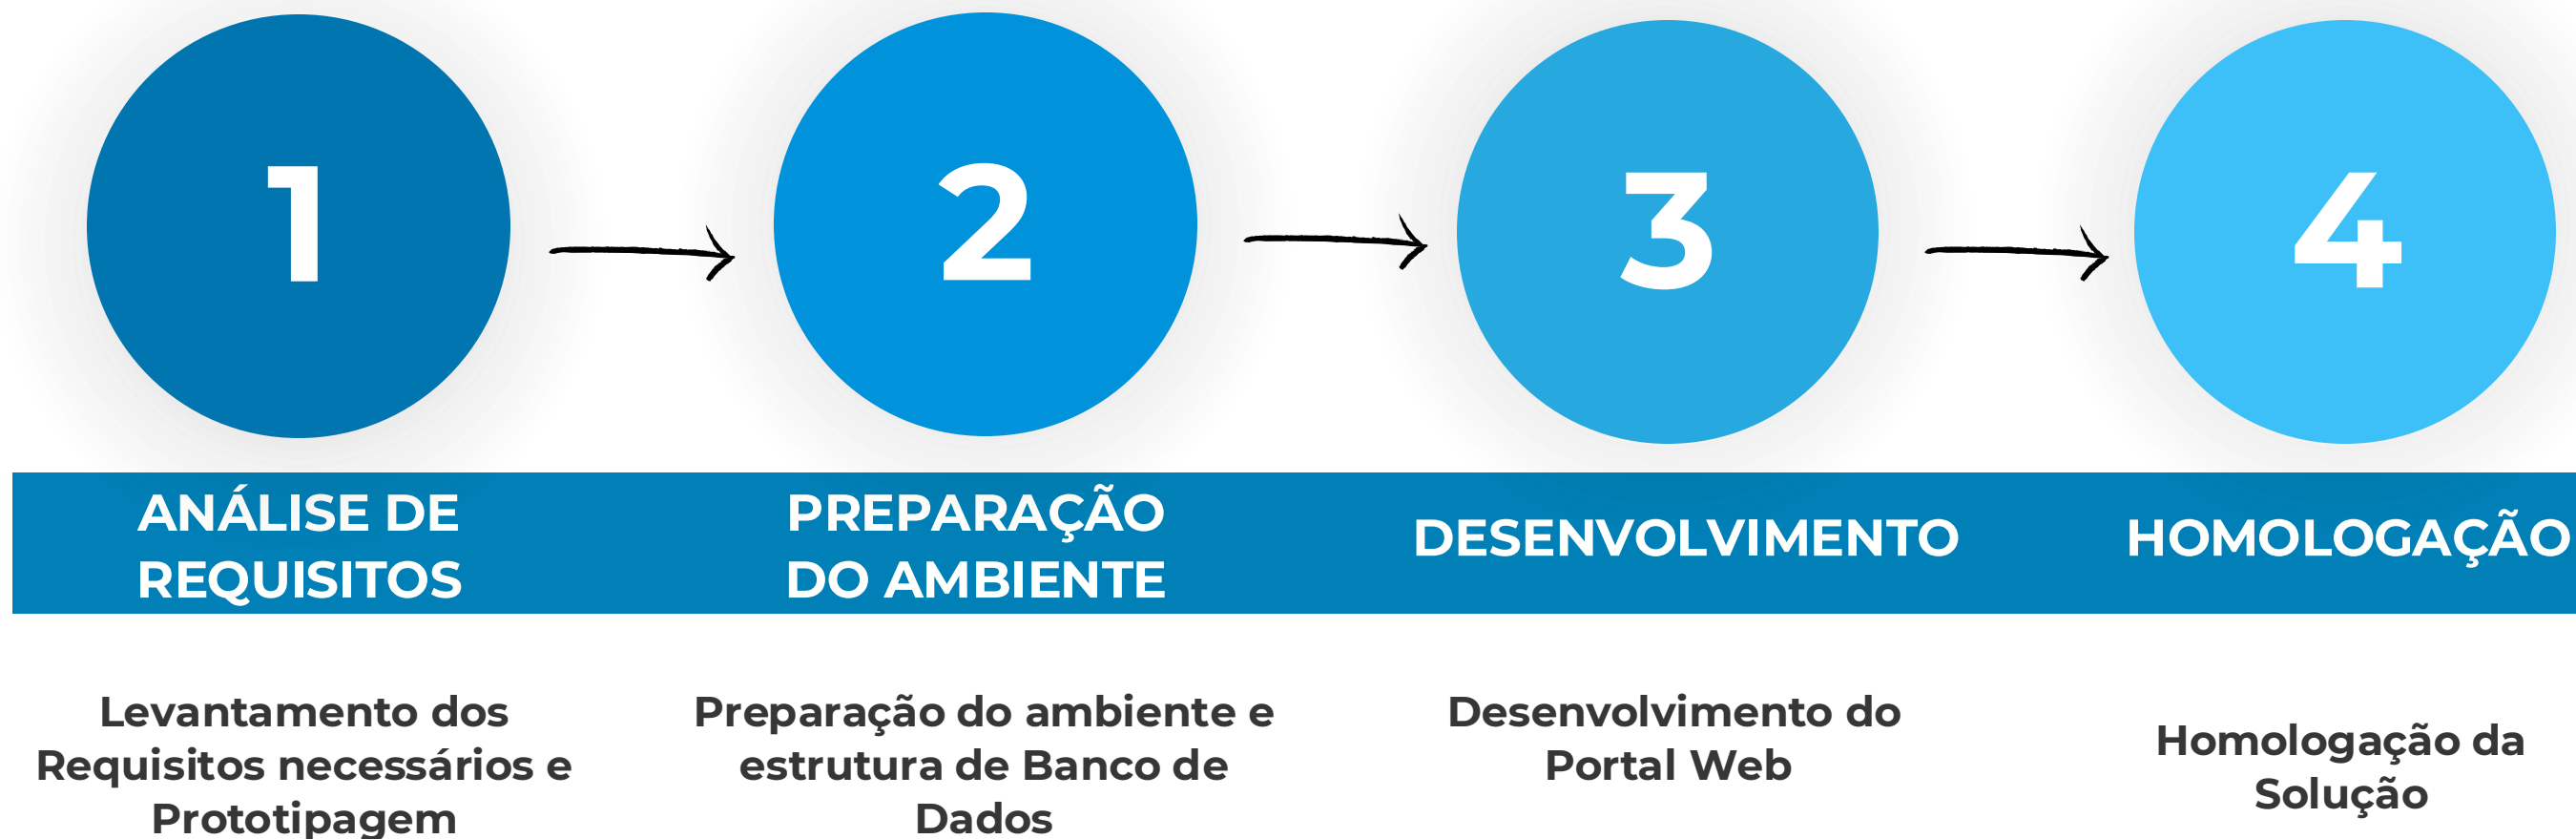 1
2
3
4
ANÁLISE DE
REQUISITOS
PREPARAÇÃO
DO AMBIENTE
DESENVOLVIMENTO
HOMOLOGAÇÃO
Levantamento dos
Requisitos necessários e
Prototipagem
Preparação do ambiente e
estrutura de Banco de
Dados
Desenvolvimento do
Portal Web
Homologação da
Solução